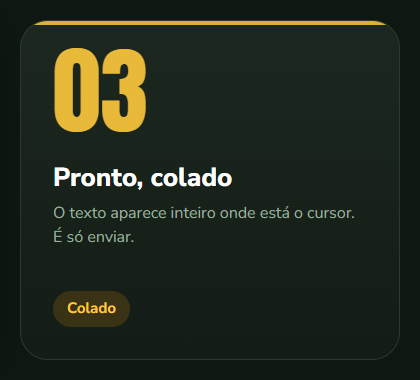 03
Pronto, colado
O texto aparece inteiro onde está o cursor.
É só enviar.
Colado